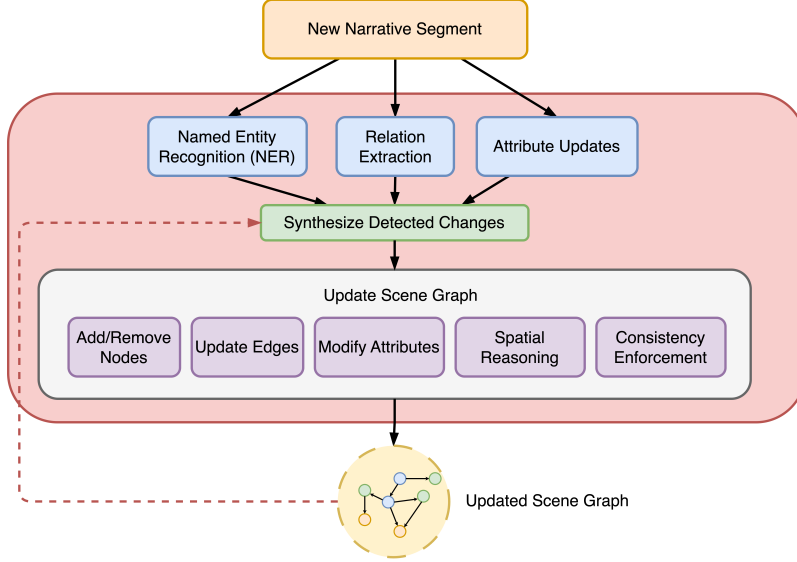 New Narrative Segment
Named Entity
Recognition (NER)
Relation
Extraction
Attribute Updates
Synthesize Detected Changes
Update Scene Graph
Add/Remove
Nodes
Update Edges
Modify Attributes
Spatial
Reasoning
Consistency
Enforcement
Updated Scene Graph